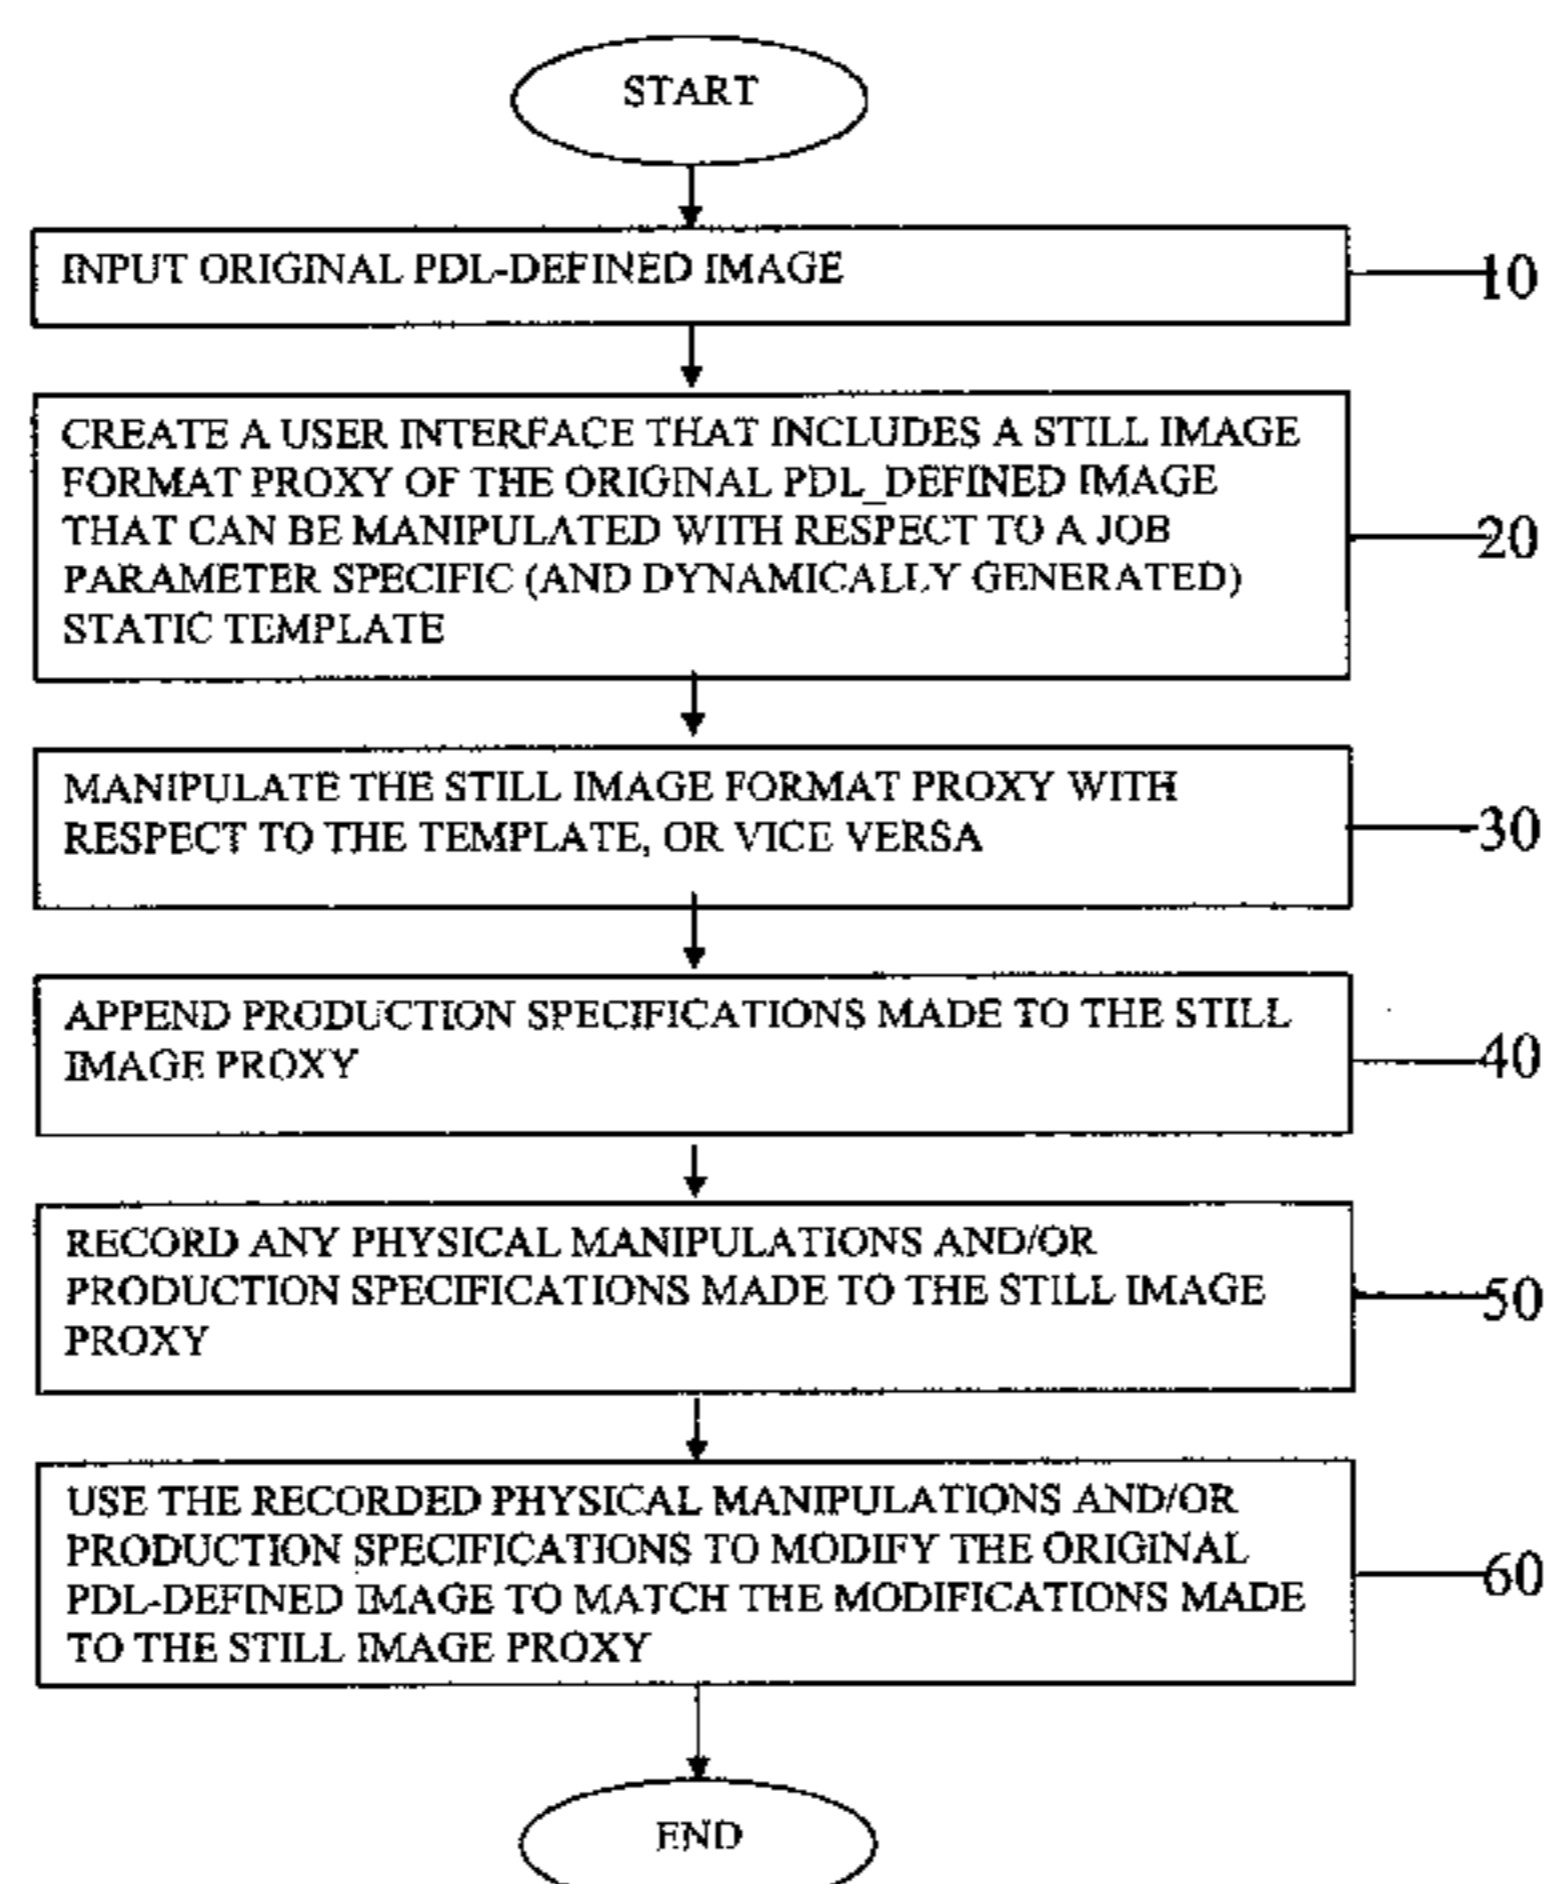 START
INPUT ORIGINAL PDL-DEFINED IMAGE
10
CREATE A USER INTERFACE THAT INCLUDES A STILL IMAGE
FORMAT PROXY OF THE ORIGINAL PDL_DEFINED IMAGE
THAT CAN BE MANIPULATED WITH RESPECT TO A JOB
PARAMETER SPECIFIC (AND DYNAMICALLY GENERATED)
STATIC TEMPLATE
20
MANIPULATE THE STILL IMAGE FORMAT PROXY WITH
RESPECT TO THE TEMPLATE, OR VICE VERSA
30
APPEND PRODUCTION SPECIFICATIONS MADE TO THE STILL
IMAGE PROXY
40
RECORD ANY PHYSICAL MANIPULATIONS AND/OR
PRODUCTION SPECIFICATIONS MADE TO THE STILL IMAGE
PROXY
50
USE THE RECORDED PHYSICAL MANIPULATIONS AND/OR
PRODUCTION SPECIFICATIONS TO MODIFY THE ORIGINAL
PDL-DEFINED IMAGE TO MATCH THE MODIFICATIONS MADE
TO THE STILL IMAGE PROXY
60
END